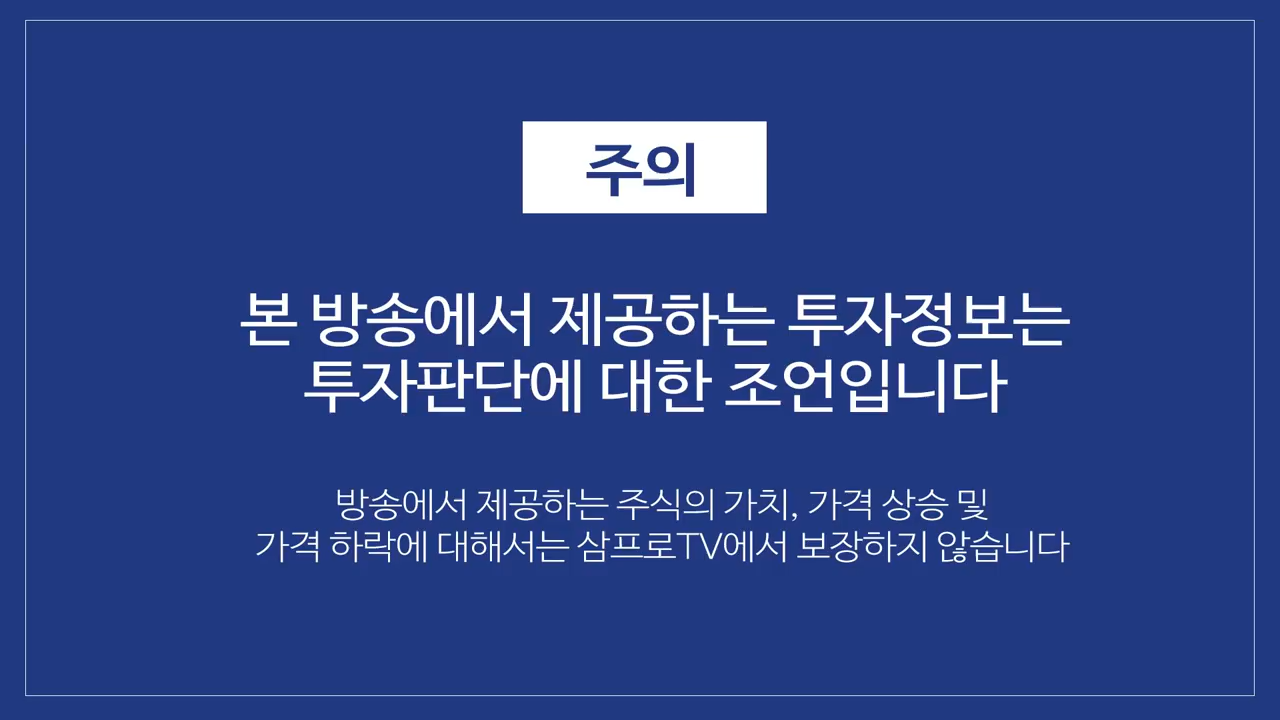 주의
본 방송에서 제공하는 투자정보는
투자판단에 대한 조언입니다
방송에서 제공하는 주식의 가치, 가격 상승 및
가격 하락에 대해서는 삼프로TV에서 보장하지 않습니다